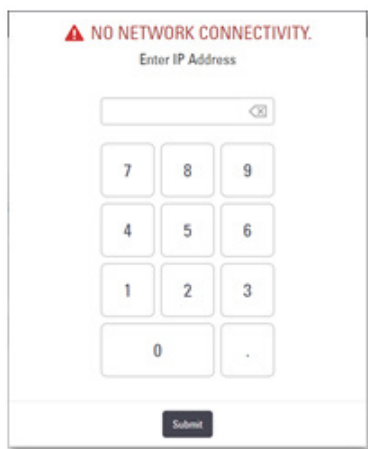 NO NETWORK CONNECTIVITY.
Enter IP Address
7 8 9
4 5 6
1 2 3
0 .
Submit